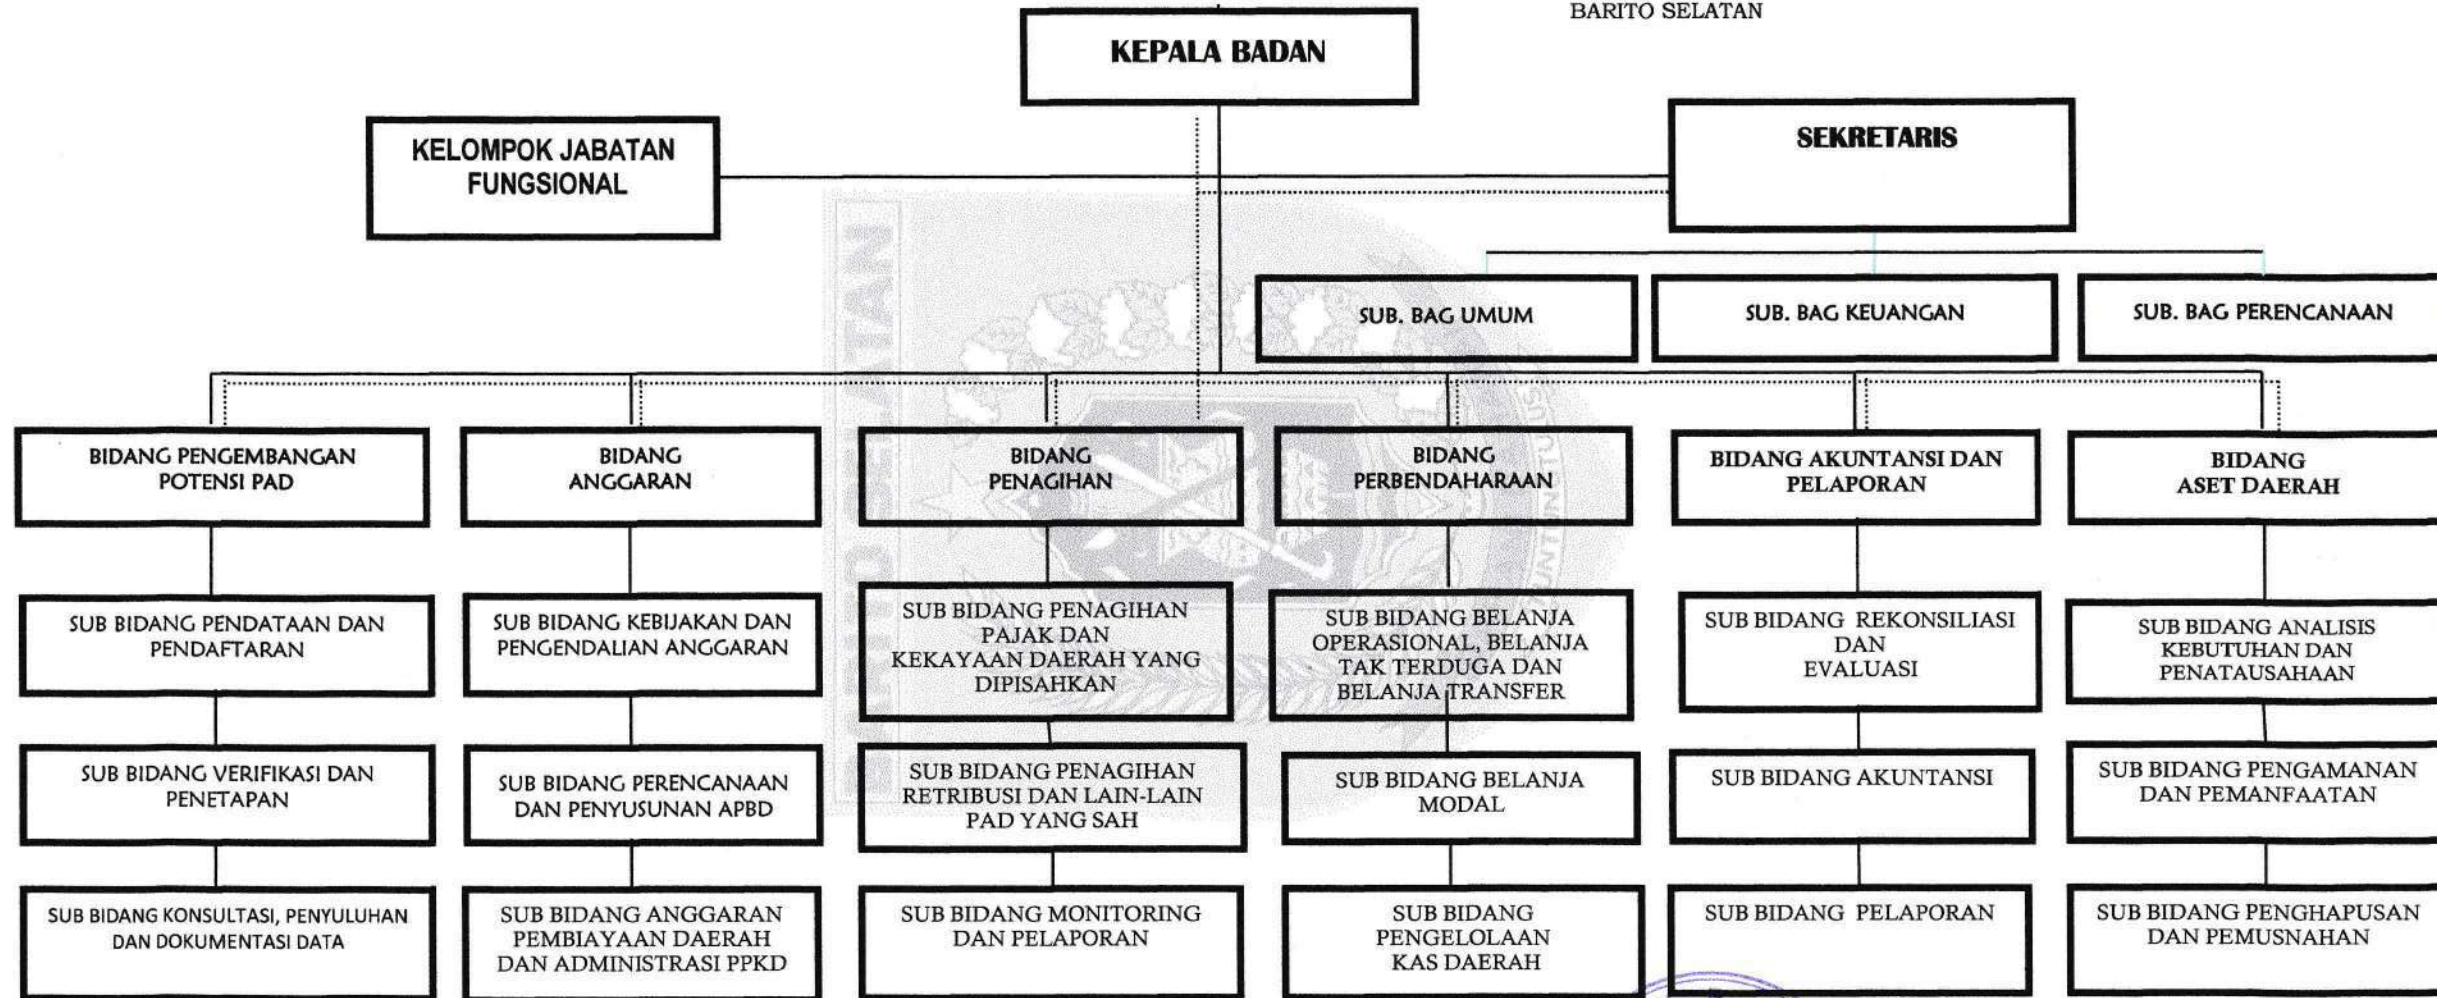 BARITO SELATAN
KEPALA BADAN
KELOMPOK JABATAN
FUNGSIONAL
SEKRETARIS
SUB. BAG UMUM
SUB. BAG KEUANGAN
SUB. BAG PERENCANAAN
BIDANG PENGEMBANGAN
POTENSI PAD
BIDANG
ANGGARAN
BIDANG
PENAGIHAN
BIDANG
PERBENDAHARAAN
BIDANG AKUNTANSI DAN
PELAPORAN
BIDANG
ASET DAERAH
SUB BIDANG PENDATAAN DAN
PENDAFTARAN
SUB BIDANG KEBIJAKAN DAN
PENGENDALIAN ANGGARAN
SUB BIDANG PENAGIHAN
PAJAK DAN
KEKAYAAN DAERAH YANG
DIPISAHKAN
SUB BIDANG BELANJA
OPERASIONAL, BELANJA
TAK TERDUGA DAN
BELANJA TRANSFER
SUB BIDANG REKONSILIASI
DAN
EVALUASI
SUB BIDANG ANALISIS
KEBUTUHAN DAN
PENATAUSAHAAN
SUB BIDANG VERIFIKASI DAN
PENETAPAN
SUB BIDANG PERENCANAAN
DAN PENYUSUNAN APBD
SUB BIDANG PENAGIHAN
RETRIBUSI DAN LAIN-LAIN
PAD YANG SAH
SUB BIDANG BELANJA
MODAL
SUB BIDANG AKUNTANSI
SUB BIDANG PENGAMANAN
DAN PEMANFAATAN
SUB BIDANG KONSULTASI, PENYULUHAN
DAN DOKUMENTASI DATA
SUB BIDANG ANGGARAN
PEMBIAYAAN DAERAH
DAN ADMINISTRASI PPKD
SUB BIDANG MONITORING
DAN PELAPORAN
SUB BIDANG
PENGELOLAAN
KAS DAERAH
SUB BIDANG PELAPORAN
SUB BIDANG PENGHAPUSAN
DAN PEMUSNAHAN
BARITO SELATAN